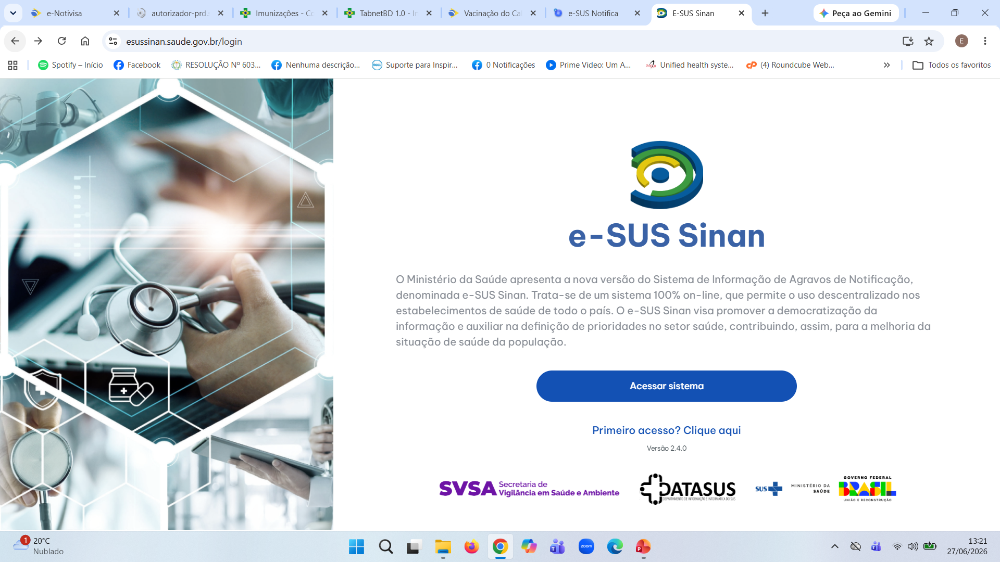 e-Notivisa
autorizador-prd.s
Imunizações - Co
TabnetBD 1.0 - In
Vacinação do Cal
e-SUS Notifica
E-SUS Sinan
Peça ao Gemini
esussinan.saude.gov.br/login
E
Spotify – Início
Facebook
RESOLUÇÃO Nº 603...
Nenhuma descrição...
Suporte para Inspir...
0 Notificações
Prime Video: Um A...
Unified health syste...
(4) Roundcube Web...
Todos os favoritos
e-SUS Sinan
O Ministério da Saúde apresenta a nova versão do Sistema de Informação de Agravos de Notificação,
denominada e-SUS Sinan. Trata-se de um sistema 100% on-line, que permite o uso descentralizado nos
estabelecimentos de saúde de todo o país. O e-SUS Sinan visa promover a democratização da
informação e auxiliar na definição de prioridades no setor saúde, contribuindo, assim, para a melhoria da
situação de saúde da população.
Acessar sistema
Primeiro acesso? Clique aqui
Versão 2.4.0
SVSA Secretaria de
Vigilância em Saúde e Ambiente
DATASUS
DEPARTAMENTO DE INFORMAÇÃO E INFORMÁTICA DO SUS
SUS
MINISTÉRIO DA
SAÚDE
GOVERNO FEDERAL
BRASIL
UNIÃO E RECONSTRUÇÃO
1
20°C
Nublado
zoom
13:21
27/06/2026